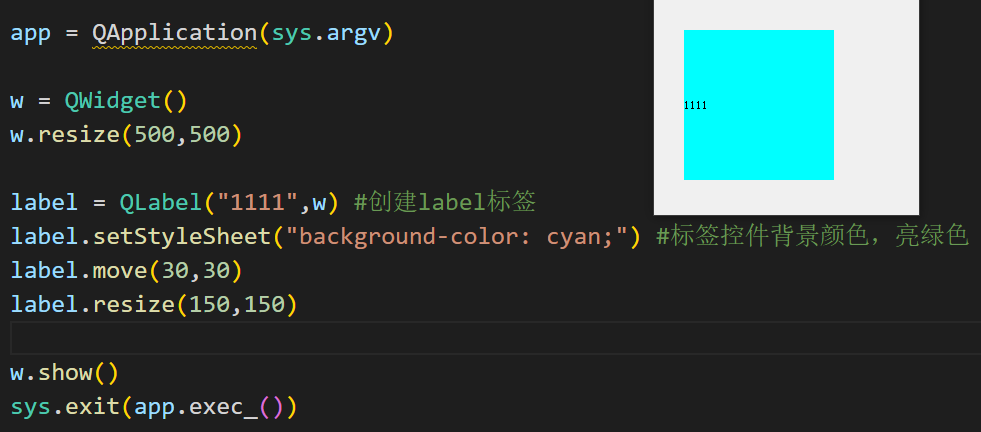 app = QApplication(sys.argv)
w = QWidget()
w.resize(500,500)
label = QLabel("1111",w) #创建label标签
label.setStyleSheet("background-color: cyan;") #标签控件背景颜色，亮绿色
label.move(30,30)
label.resize(150,150)
w.show()
sys.exit(app.exec_())
1111